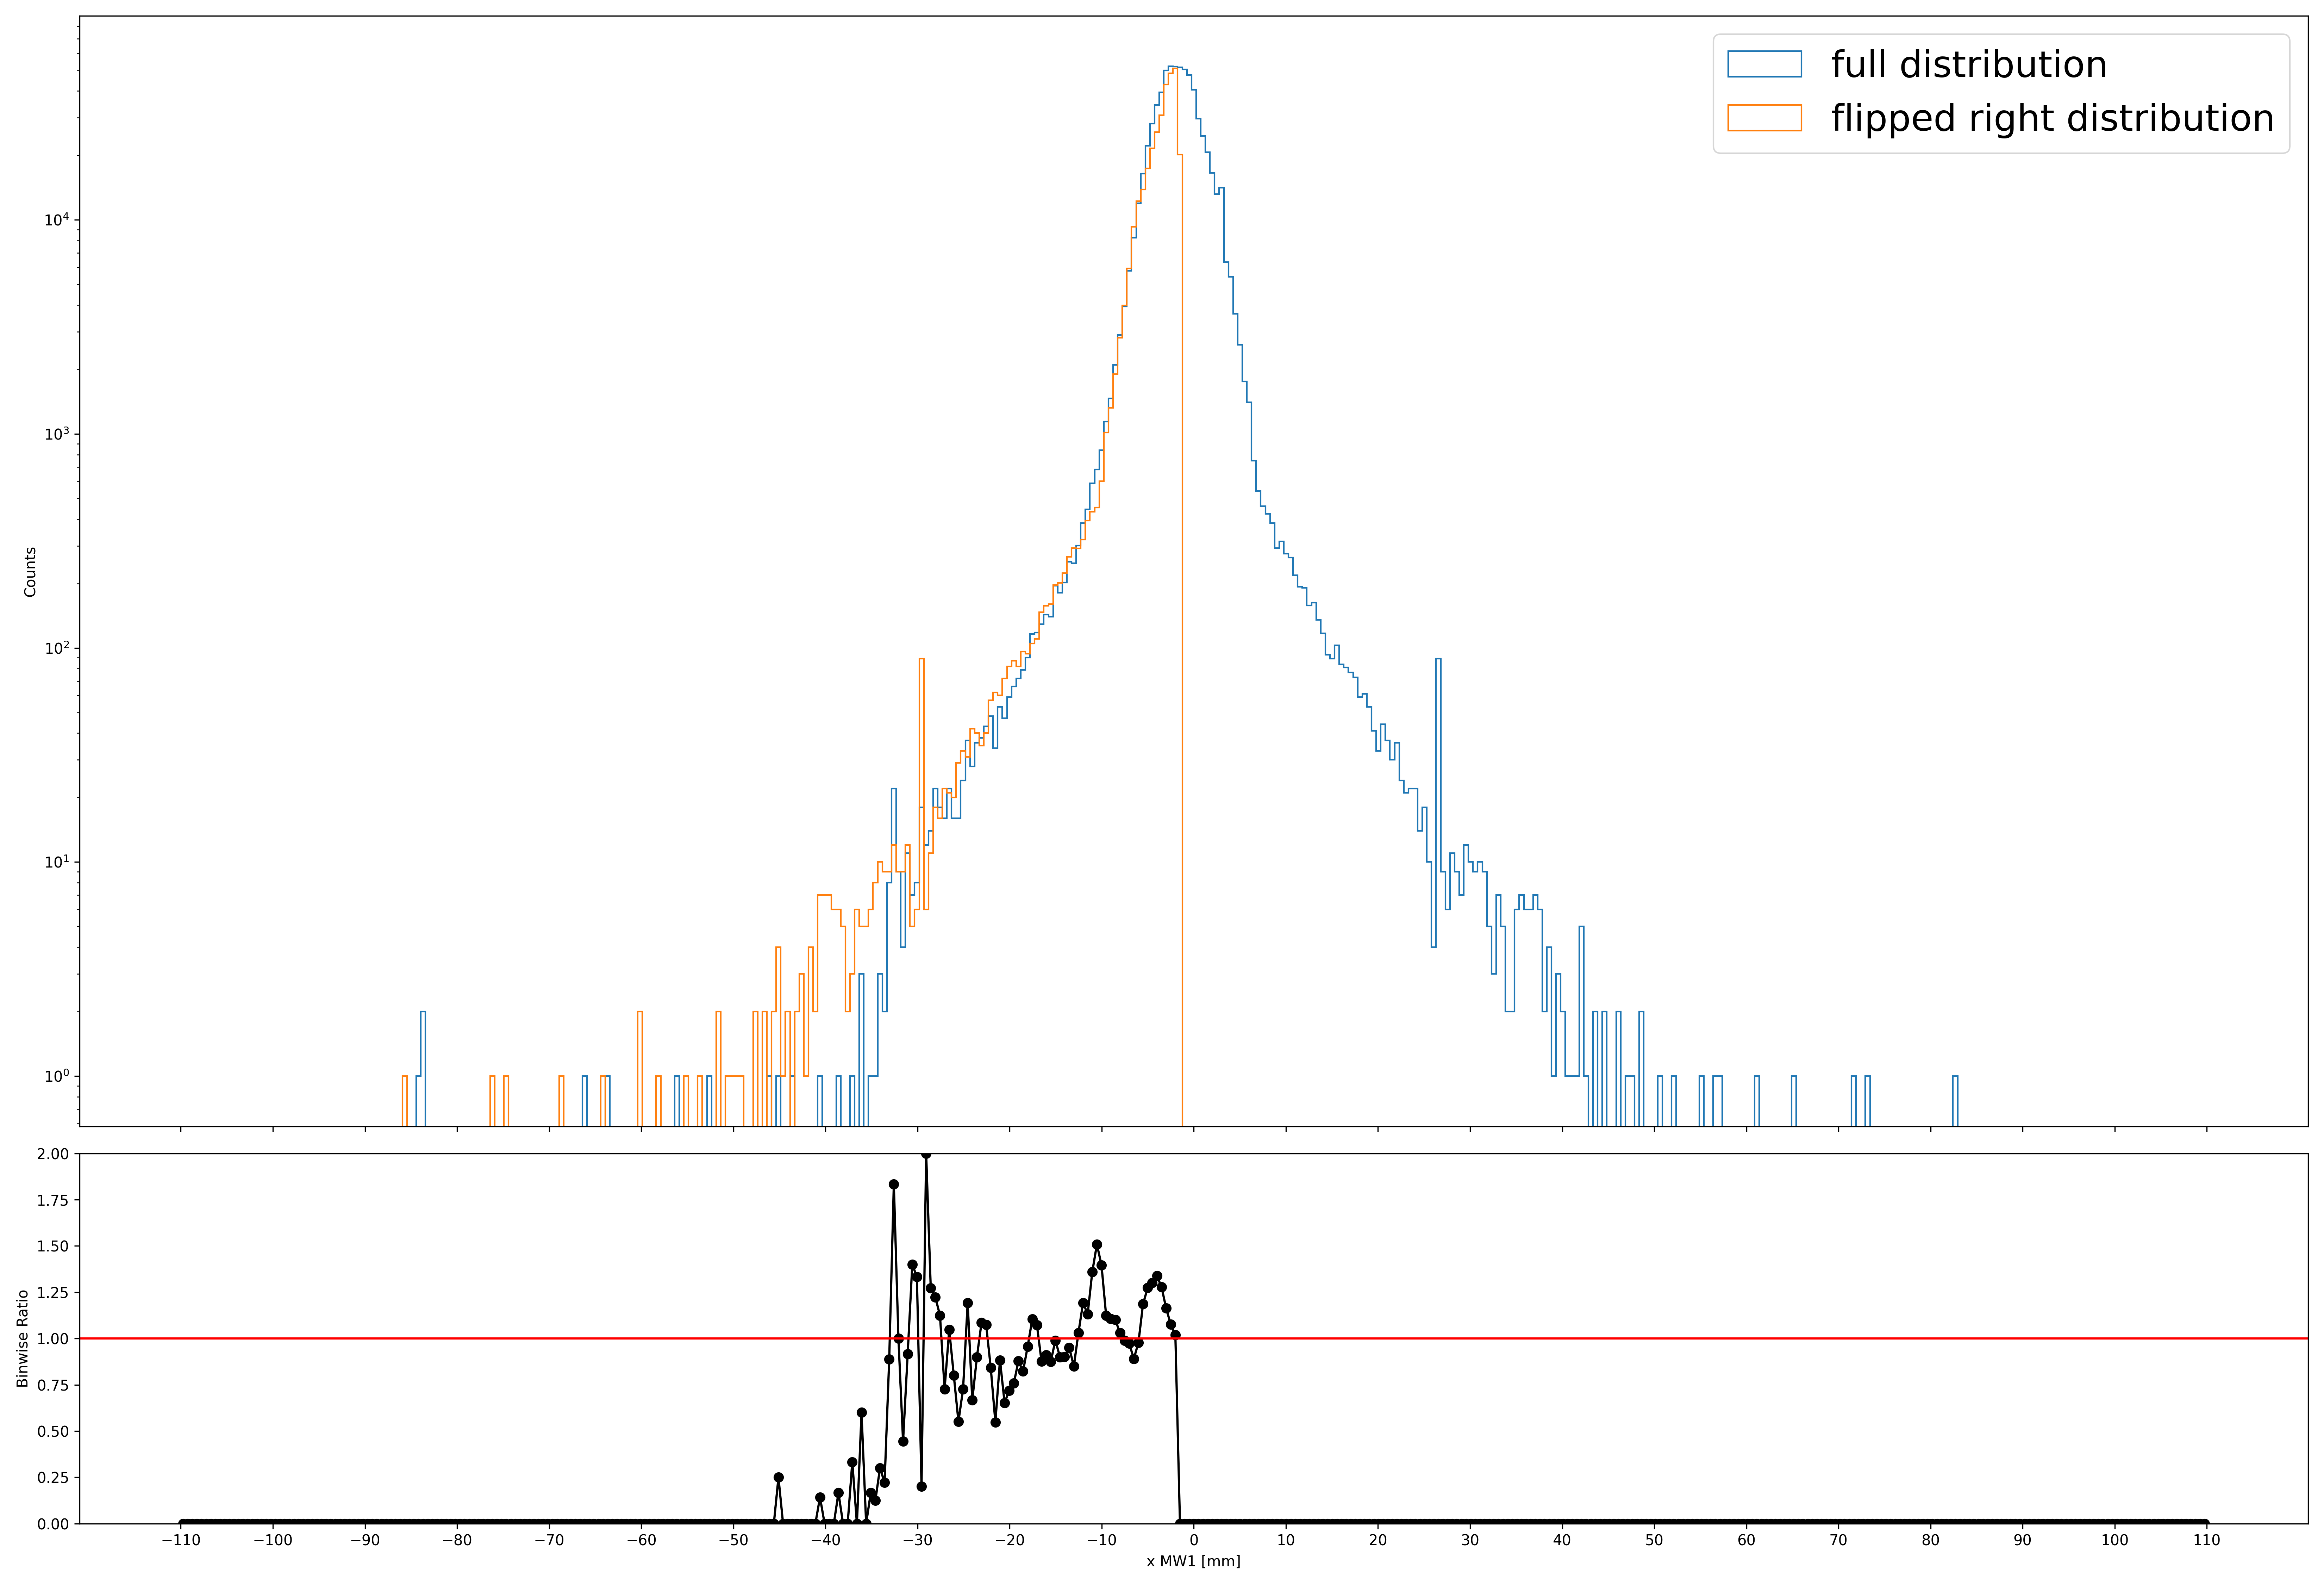 full distribution
flipped right distribution
Counts
10⁴
10³
10²
10¹
10⁰
Binwise Ratio
2.00
1.75
1.50
1.25
1.00
0.75
0.50
0.25
0.00
−110 −100 −90 −80 −70 −60 −50 −40 −30 −20 −10 0 10 20 30 40 50 60 70 80 90 100 110
x MW1 [mm]